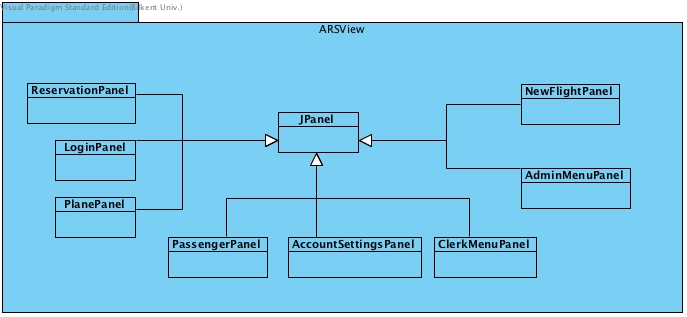 Visual Paradigm Standard Edition(Bilkent Univ.)
ARSView
ReservationPanel
LoginPanel
PlanePanel
JPanel
NewFlightPanel
AdminMenuPanel
PassengerPanel
AccountSettingsPanel
ClerkMenuPanel